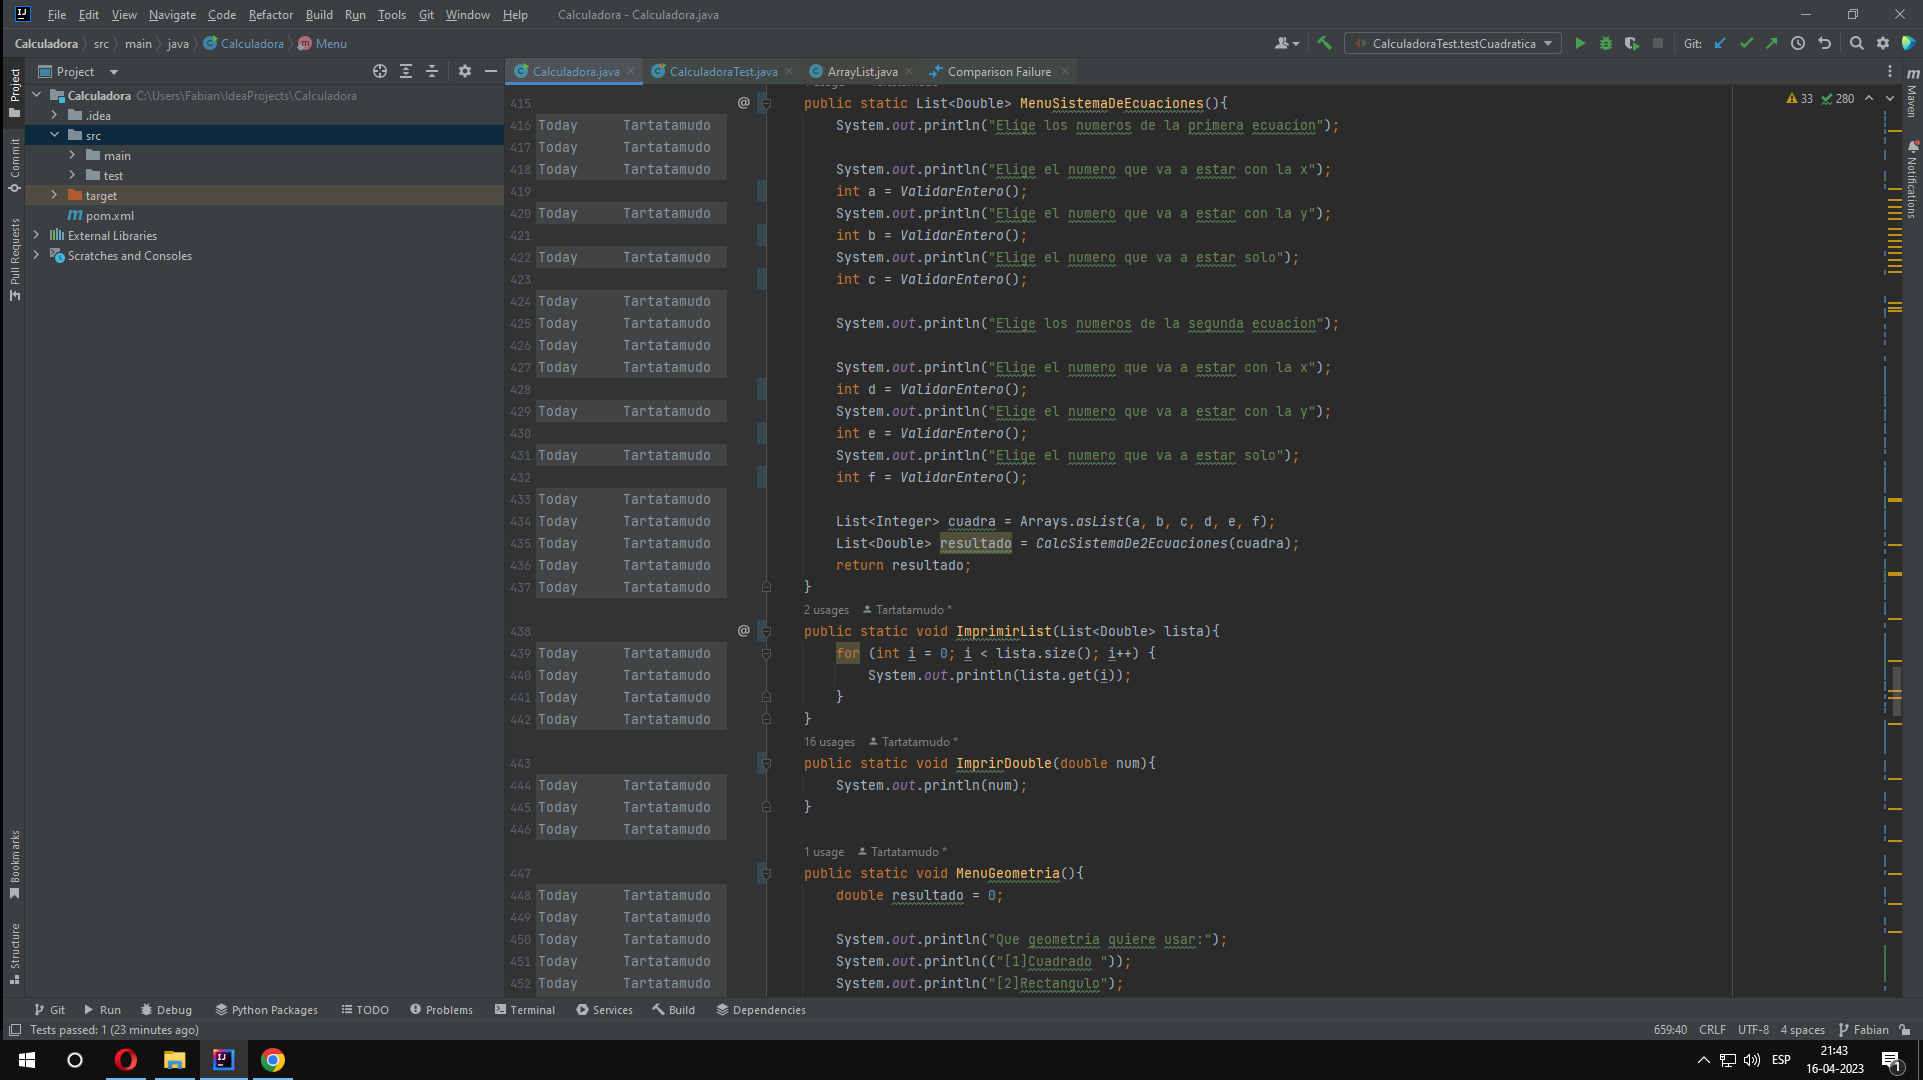 File Edit View Navigate Code Refactor Build Run Tools Git Window Help Calculadora - Calculadora.java
Calculadora src main java Calculadora Menu CalculadoraTest.testCuadratica Git:
Project Calculadora.java CalculadoraTest.java ArrayList.java Comparison Failure
Calculadora C:\Users\Fabian\IdeaProjects\Calculadora
.idea
src
main
test
target
pom.xml
External Libraries
Scratches and Consoles
Project
Commit
Pull Requests
Bookmarks
Structure
33 280
Maven
Notifications
415 @ public static List<Double> MenuSistemaDeEcuaciones(){
416 Today Tartatamudo System.out.println("Elige los numeros de la primera ecuacion");
417 Today Tartatamudo
418 Today Tartatamudo System.out.println("Elige el numero que va a estar con la x");
419 int a = ValidarEntero();
420 Today Tartatamudo System.out.println("Elige el numero que va a estar con la y");
421 int b = ValidarEntero();
422 Today Tartatamudo System.out.println("Elige el numero que va a estar solo");
423 int c = ValidarEntero();
424 Today Tartatamudo
425 Today Tartatamudo System.out.println("Elige los numeros de la segunda ecuacion");
426 Today Tartatamudo
427 Today Tartatamudo System.out.println("Elige el numero que va a estar con la x");
428 int d = ValidarEntero();
429 Today Tartatamudo System.out.println("Elige el numero que va a estar con la y");
430 int e = ValidarEntero();
431 Today Tartatamudo System.out.println("Elige el numero que va a estar solo");
432 int f = ValidarEntero();
433 Today Tartatamudo
434 Today Tartatamudo List<Integer> cuadra = Arrays.asList(a, b, c, d, e, f);
435 Today Tartatamudo List<Double> resultado = CalcSistemaDe2Ecuaciones(cuadra);
436 Today Tartatamudo return resultado;
437 Today Tartatamudo }
2 usages Tartatamudo *
438 @ public static void ImprimirList(List<Double> lista){
439 Today Tartatamudo for (int i = 0; i < lista.size(); i++) {
440 Today Tartatamudo System.out.println(lista.get(i));
441 Today Tartatamudo }
442 Today Tartatamudo }
16 usages Tartatamudo *
443 public static void ImprirDouble(double num){
444 Today Tartatamudo System.out.println(num);
445 Today Tartatamudo }
446 Today Tartatamudo
1 usage Tartatamudo *
447 public static void MenuGeometria(){
448 Today Tartatamudo double resultado = 0;
449 Today Tartatamudo
450 Today Tartatamudo System.out.println("Que geometria quiere usar:");
451 Today Tartatamudo System.out.println(("[1]Cuadrado "));
452 Today Tartatamudo System.out.println("[2]Rectangulo");
Git Run Debug Python Packages TODO Problems Terminal Services Build Dependencies
Tests passed: 1 (23 minutes ago) 659:40 CRLF UTF-8 4 spaces Fabian
ESP 21:43
16-04-2023 1